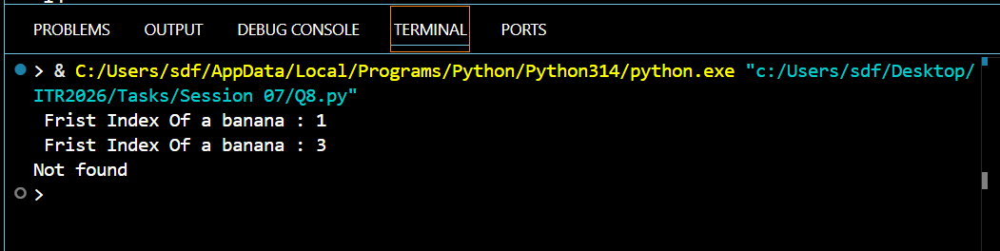 PROBLEMS OUTPUT DEBUG CONSOLE TERMINAL PORTS
> & C:/Users/sdf/AppData/Local/Programs/Python/Python314/python.exe "c:/Users/sdf/Desktop/
ITR2026/Tasks/Session 07/Q8.py"
Frist Index Of a banana : 1
Frist Index Of a banana : 3
Not found
>